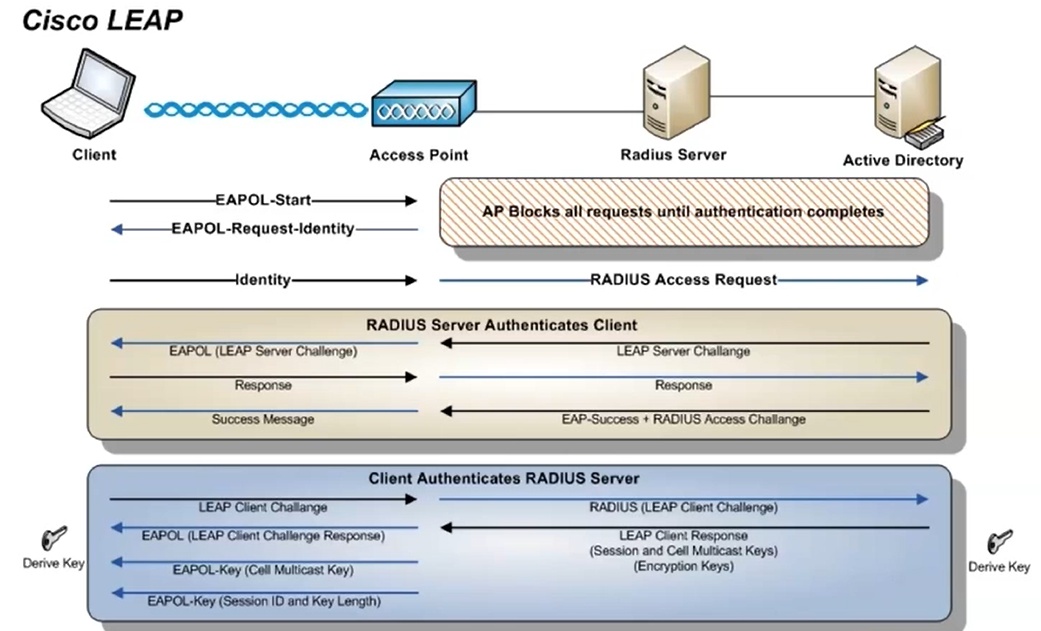 Cisco LEAP
Client
Access Point
Radius Server
Active Directory
EAPOL-Start
AP Blocks all requests until authentication completes
EAPOL-Request-Identity
Identity
RADIUS Access Request
RADIUS Server Authenticates Client
EAPOL (LEAP Server Challenge)
LEAP Server Challange
Response
Response
Success Message
EAP-Success + RADIUS Access Challange
Client Authenticates RADIUS Server
LEAP Client Challange
RADIUS (LEAP Client Challenge)
EAPOL (LEAP Client Challenge Response)
LEAP Client Response
(Session and Cell Multicast Keys)
(Encryption Keys)
EAPOL-Key (Cell Multicast Key)
EAPOL-Key (Session ID and Key Length)
Derive Key
Derive Key